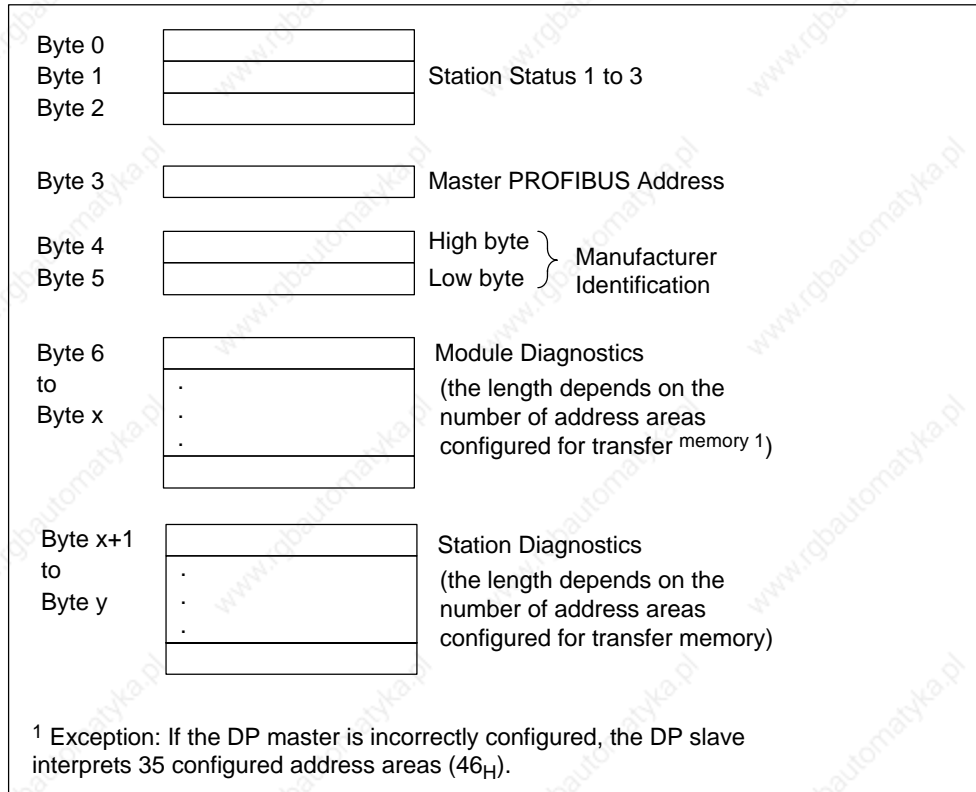 Byte 0
Byte 1 Station Status 1 to 3
Byte 2
Byte 3 Master PROFIBUS Address
Byte 4 High byte
Byte 5 Low byte
Manufacturer
Identification
Byte 6 Module Diagnostics
to (the length depends on the
Byte x number of address areas
configured for transfer memory 1)
Byte x+1 Station Diagnostics
to (the length depends on the
Byte y number of address areas
configured for transfer memory)
1 Exception: If the DP master is incorrectly configured, the DP slave
interprets 35 configured address areas (46H).
www.rgbautomatyka.pl